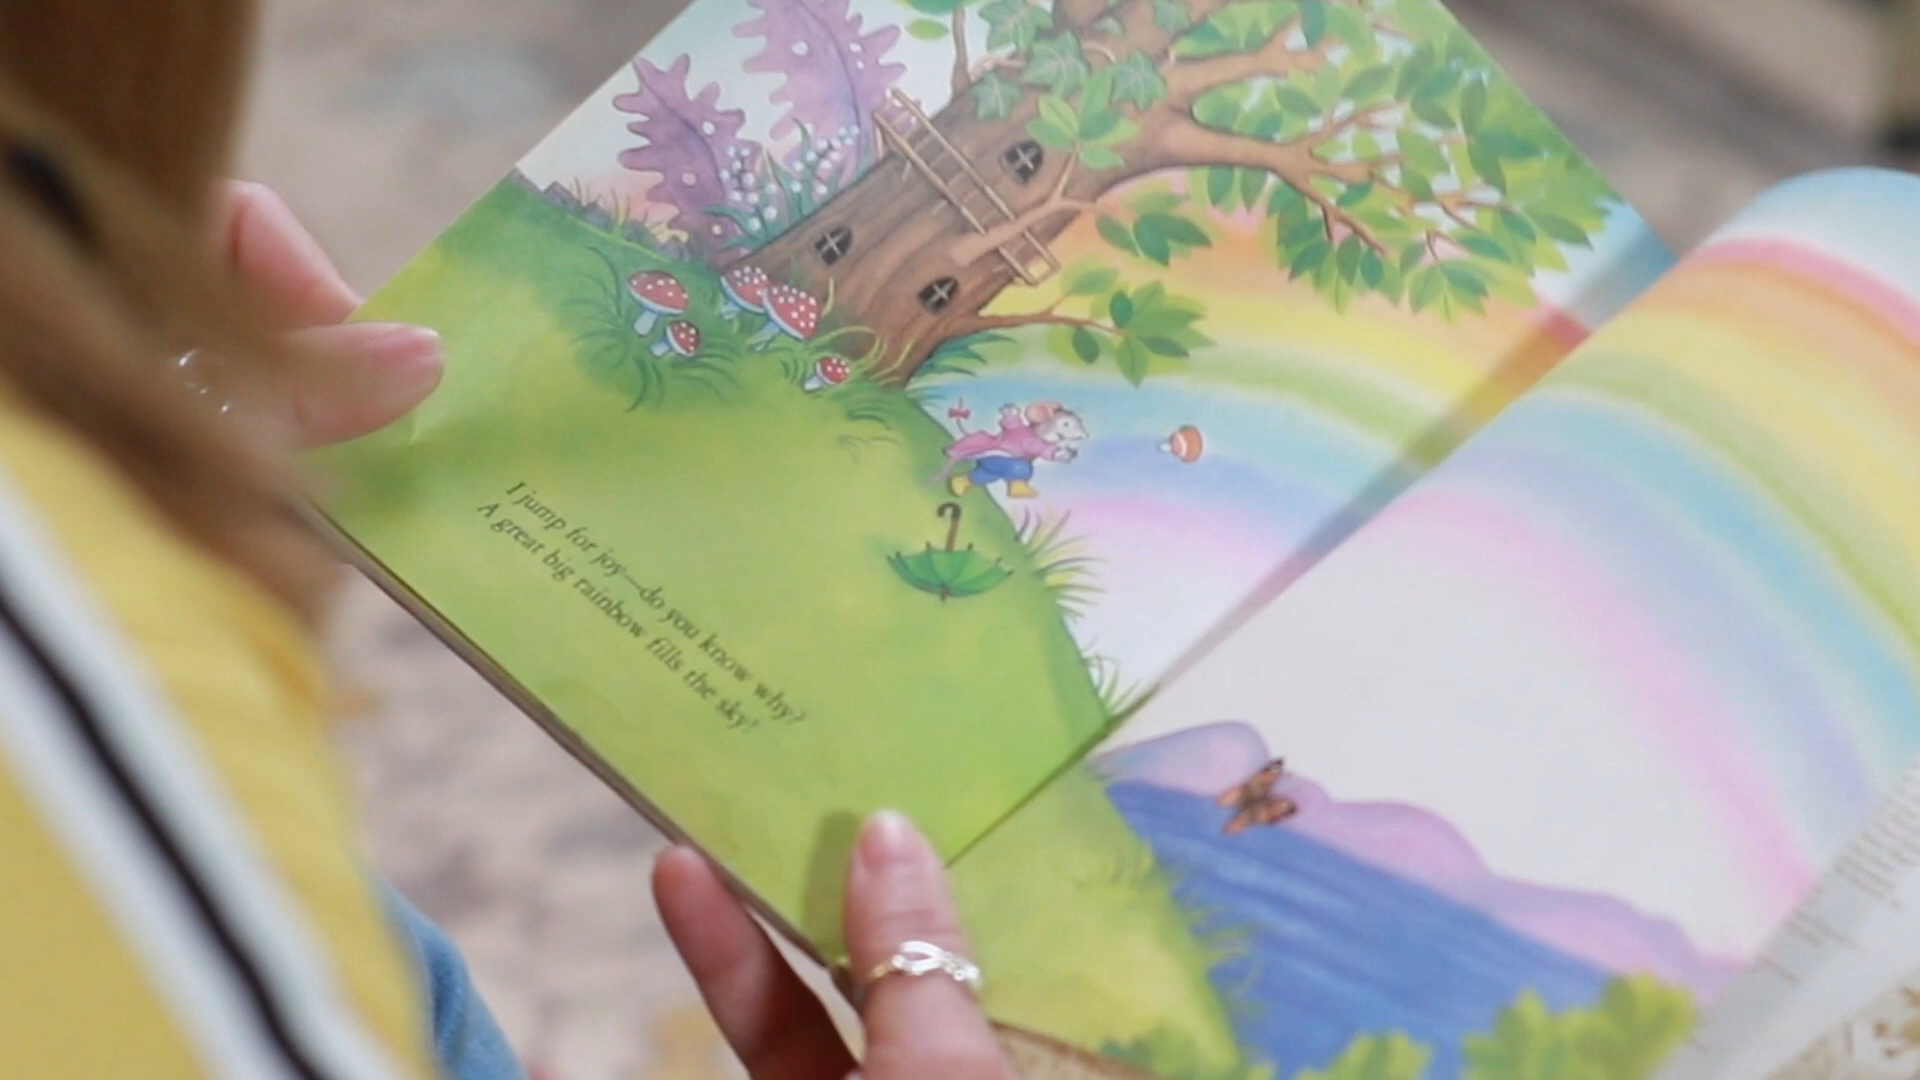 I jump for joy—do you know why?
A great big rainbow fills the sky!